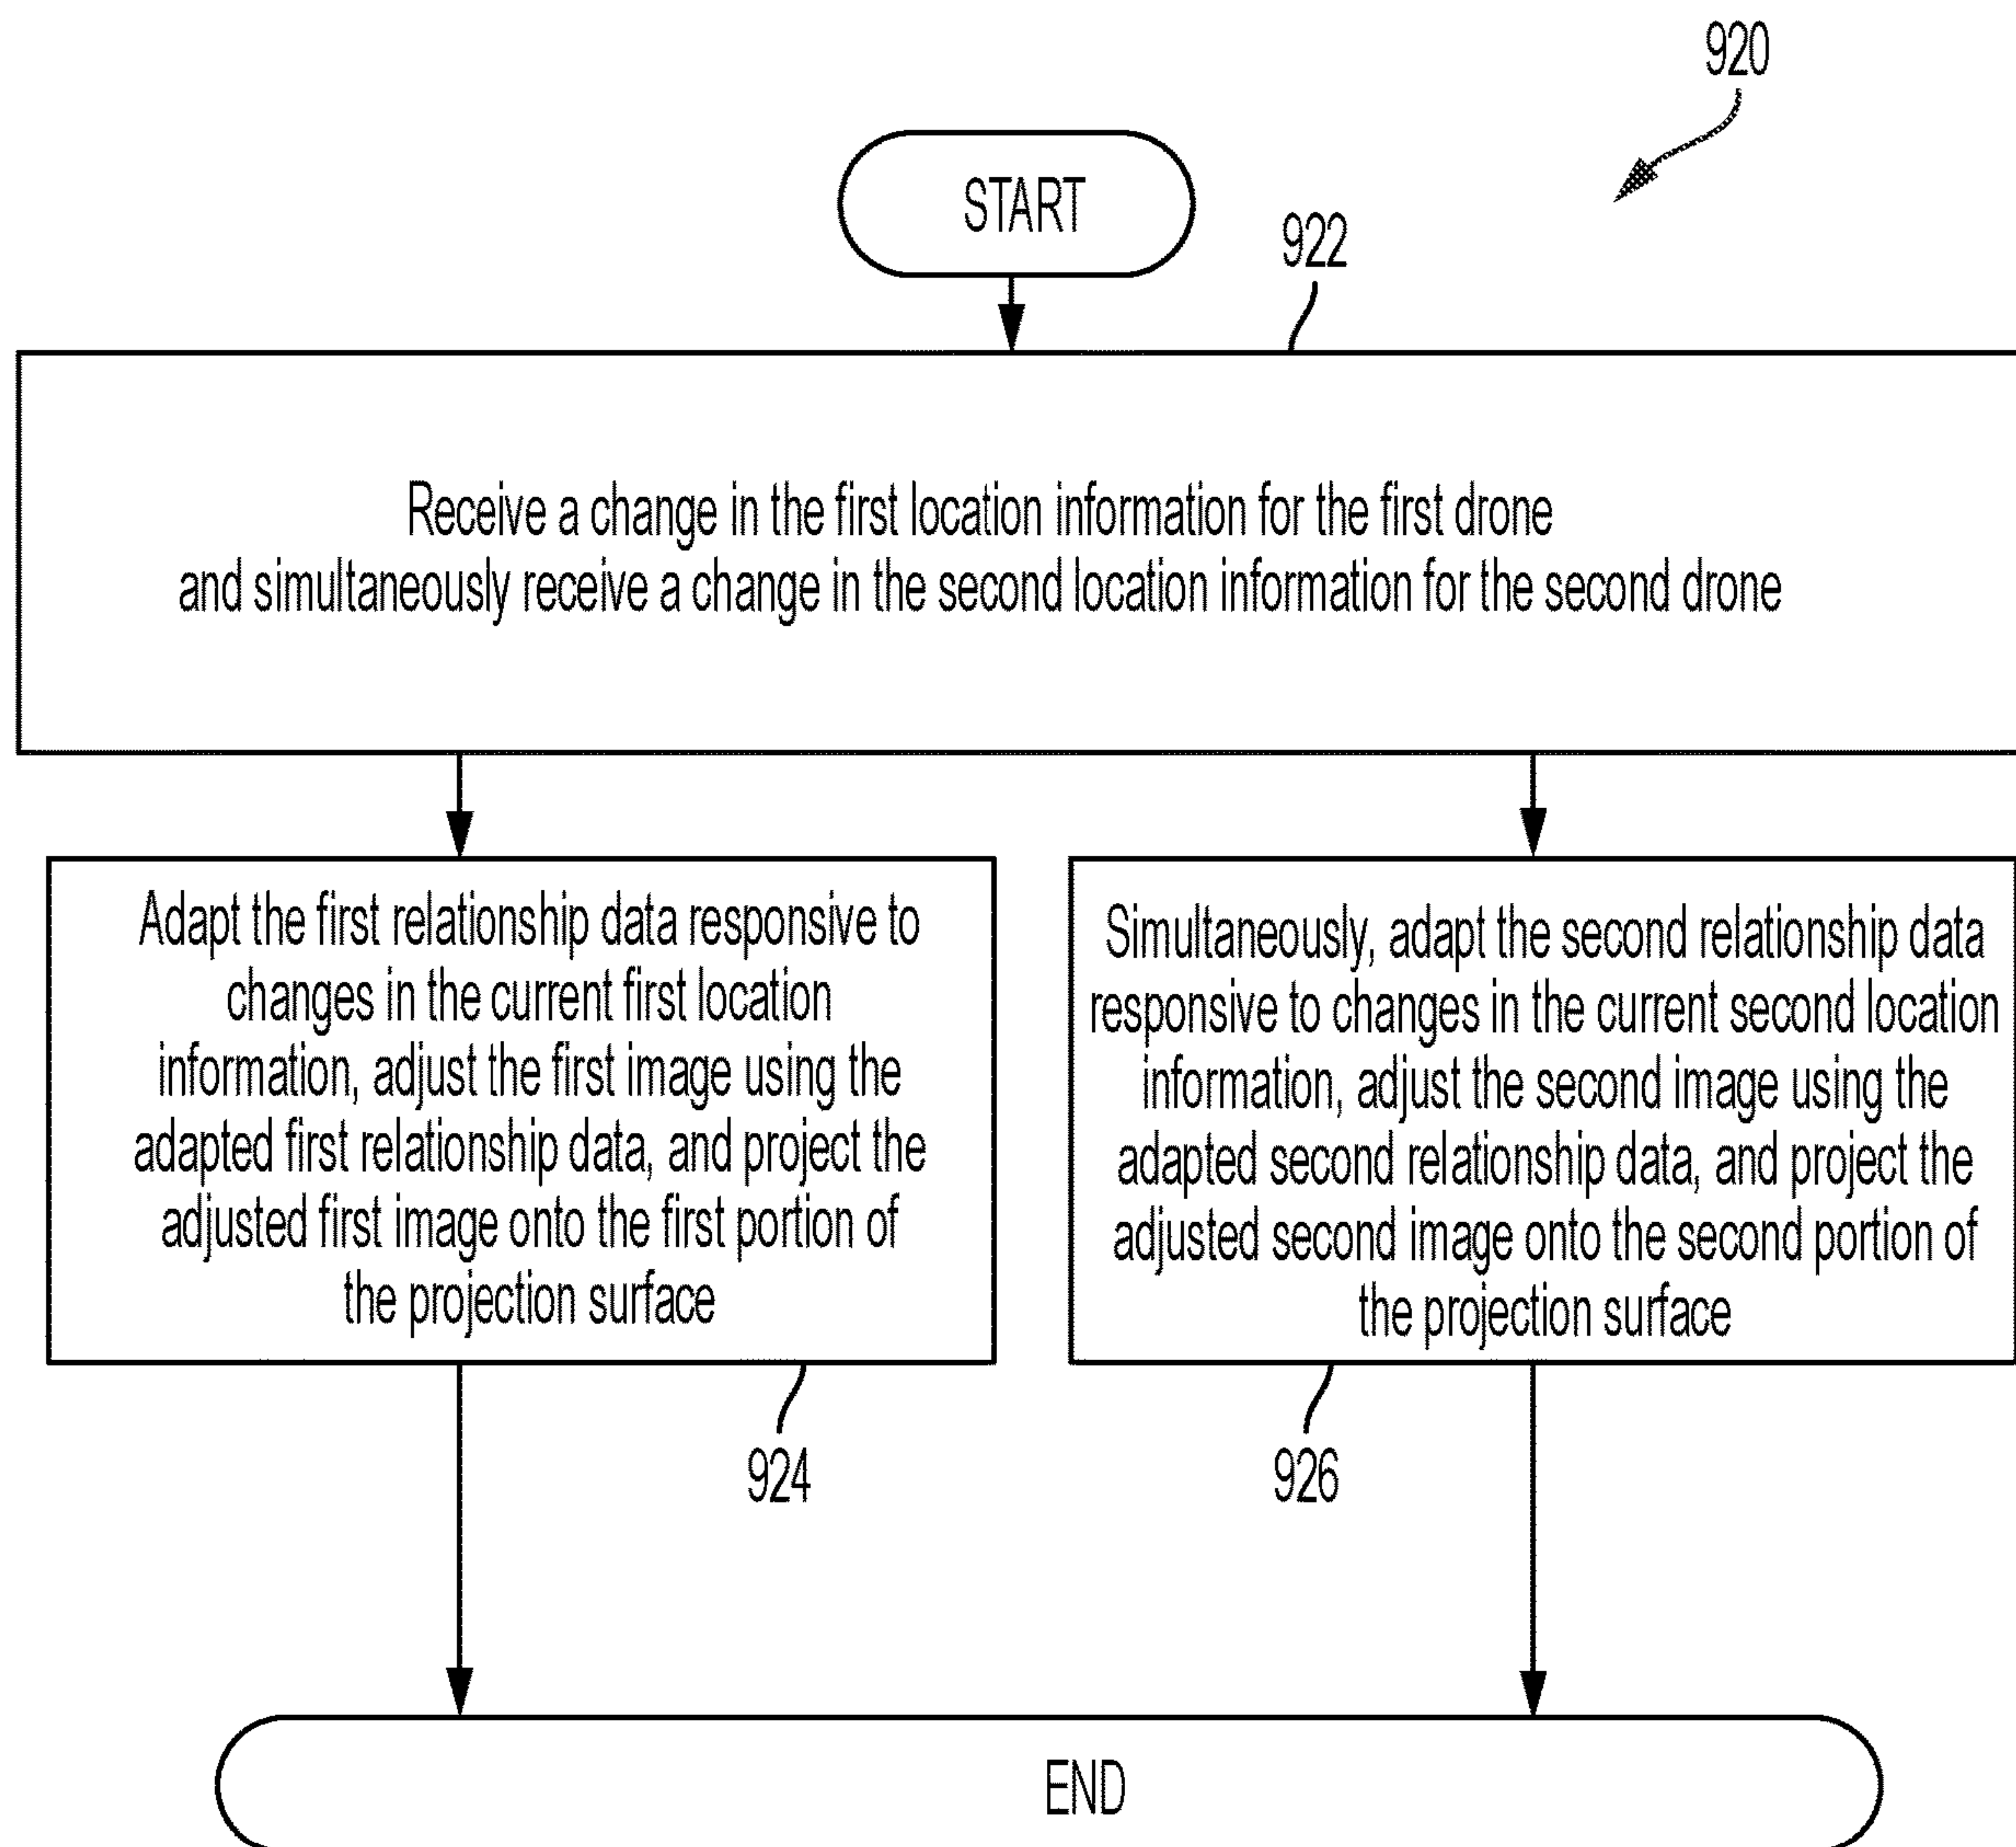 920
START
922
Receive a change in the first location information for the first drone
and simultaneously receive a change in the second location information for the second drone
Adapt the first relationship data responsive to
changes in the current first location
information, adjust the first image using the
adapted first relationship data, and project the
adjusted first image onto the first portion of
the projection surface
Simultaneously, adapt the second relationship data
responsive to changes in the current second location
information, adjust the second image using the
adapted second relationship data, and project the
adjusted second image onto the second portion of
the projection surface
924
926
END